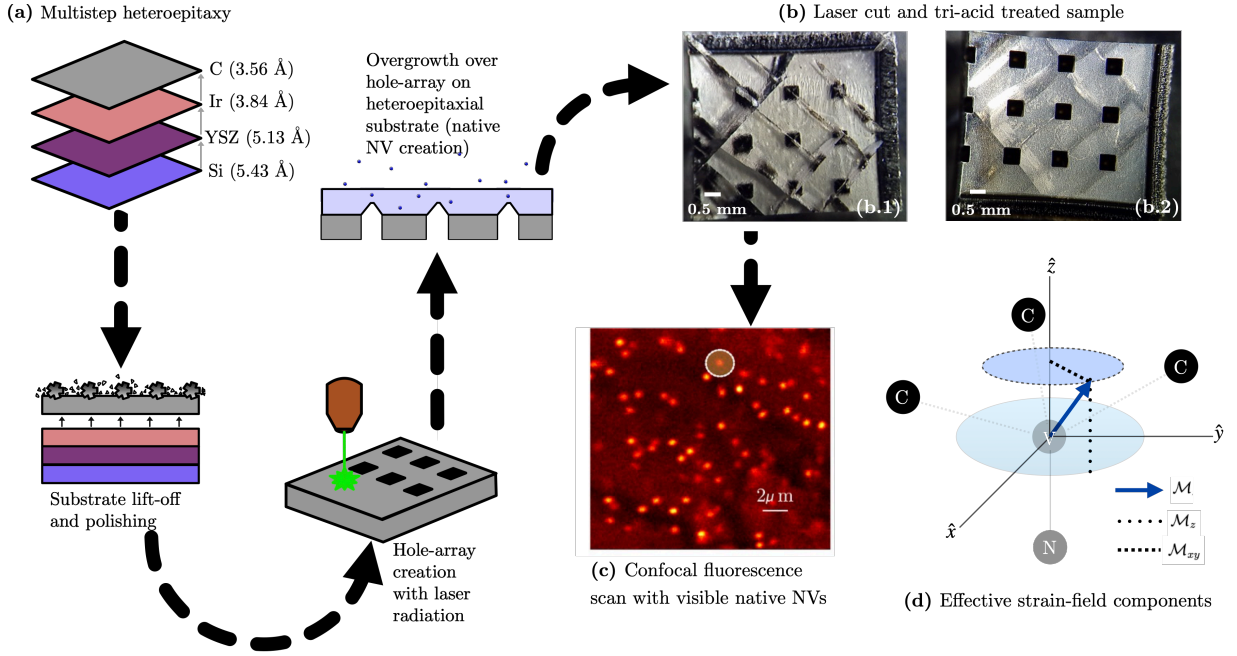 (a) Multistep heteroepitaxy
C (3.56 Å)
Ir (3.84 Å)
YSZ (5.13 Å)
Si (5.43 Å)
Substrate lift-off
and polishing
Hole-array
creation
with laser
radiation
Overgrowth over
hole-array on
heteroepitaxial
substrate (native
NV creation)
(b) Laser cut and tri-acid treated sample
0.5 mm
(b.1)
0.5 mm
(b.2)
2μ m
(c) Confocal fluorescence
scan with visible native NVs
ẑ
C
C
C
V
ŷ
x̂
N
ℳ
ℳz
ℳxy
(d) Effective strain-field components